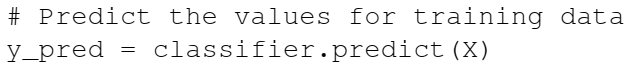 # Predict the values for training data
y_pred = classifier.predict(X)